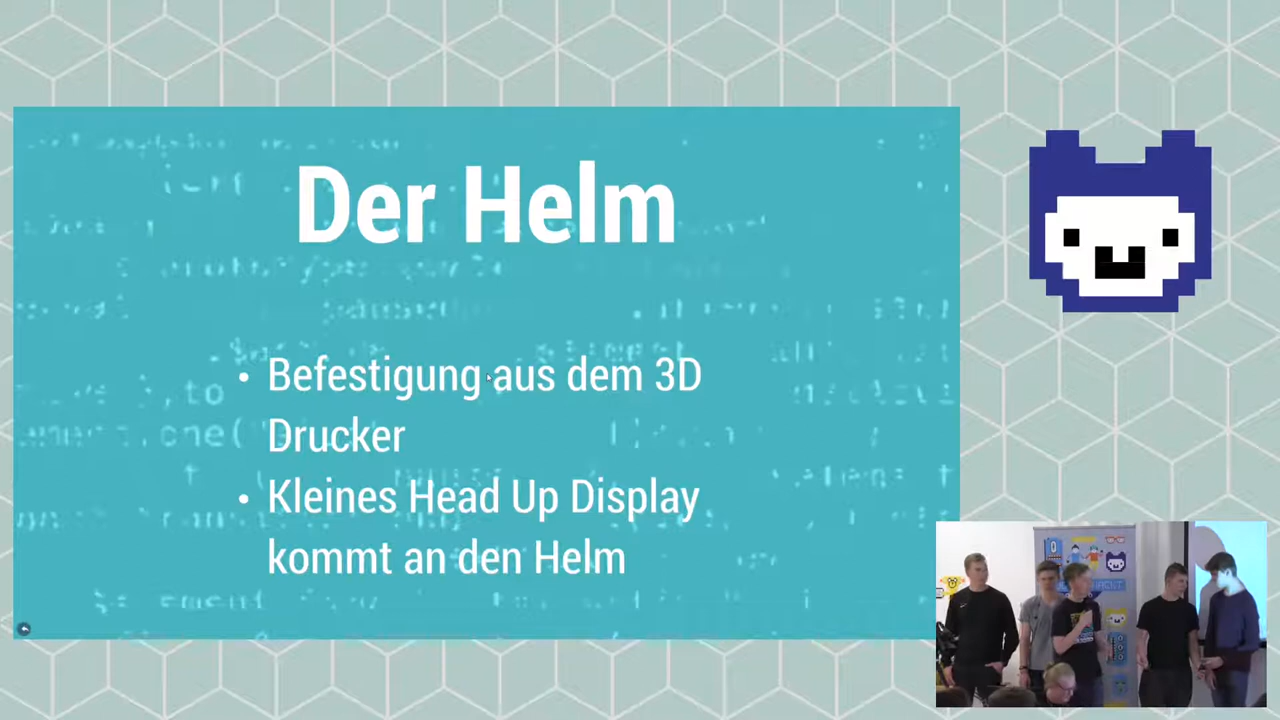 Der Helm
• Befestigung aus dem 3D
Drucker
• Kleines Head Up Display
kommt an den Helm